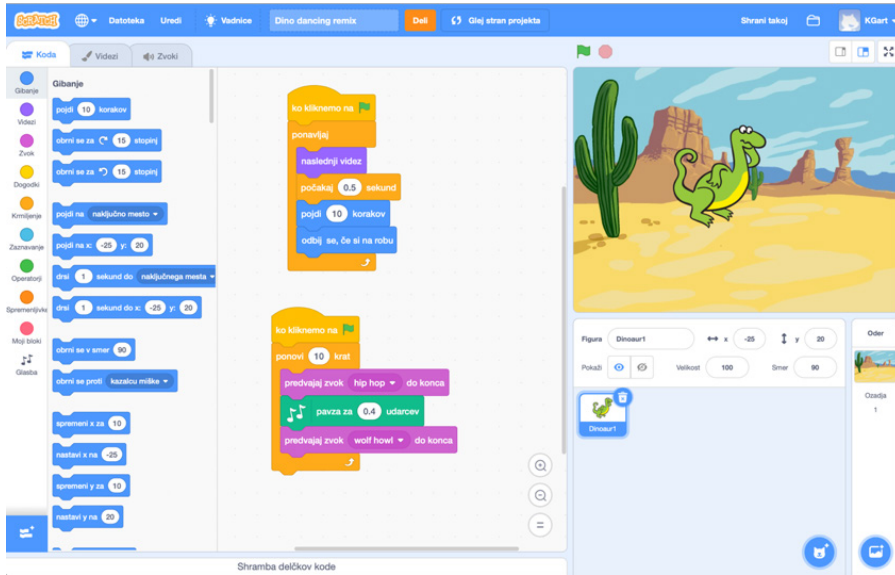 SCRATCH
Datoteka Uredi Vadnice Dino dancing remix Deli Glej stran projekta Shrani takoj KGart
Koda Videzi Zvoki
Gibanje
Videzi
Zvok
Dogodki
Krmiljenje
Zaznavanje
Operatorji
Spremenljivke
Moji bloki
Glasba
Gibanje
pojdi 10 korakov
obrni se za 15 stopinj
obrni se za 15 stopinj
pojdi na naključno mesto
pojdi na x: -25 y: 20
drsi 1 sekund do naključnega mesta
drsi 1 sekund do x: -25 y: 20
obrni se v smer 90
obrni se proti kazalcu miške
spremeni x za 10
nastavi x na -25
spremeni y za 10
nastavi y na 20
ko kliknemo na
ponavljaj
naslednji videz
počakaj 0.5 sekund
pojdi 10 korakov
odbij se, če si na robu
ko kliknemo na
ponovi 10 krat
predvajaj zvok hip hop do konca
pavza za 0.4 udarcev
predvajaj zvok wolf howl do konca
Shramba delčkov kode
Figura Dinosaur1 x -25 y 20
Pokaži Velikost 100 Smer 90
Dinosaur1
Oder
Ozadja
1